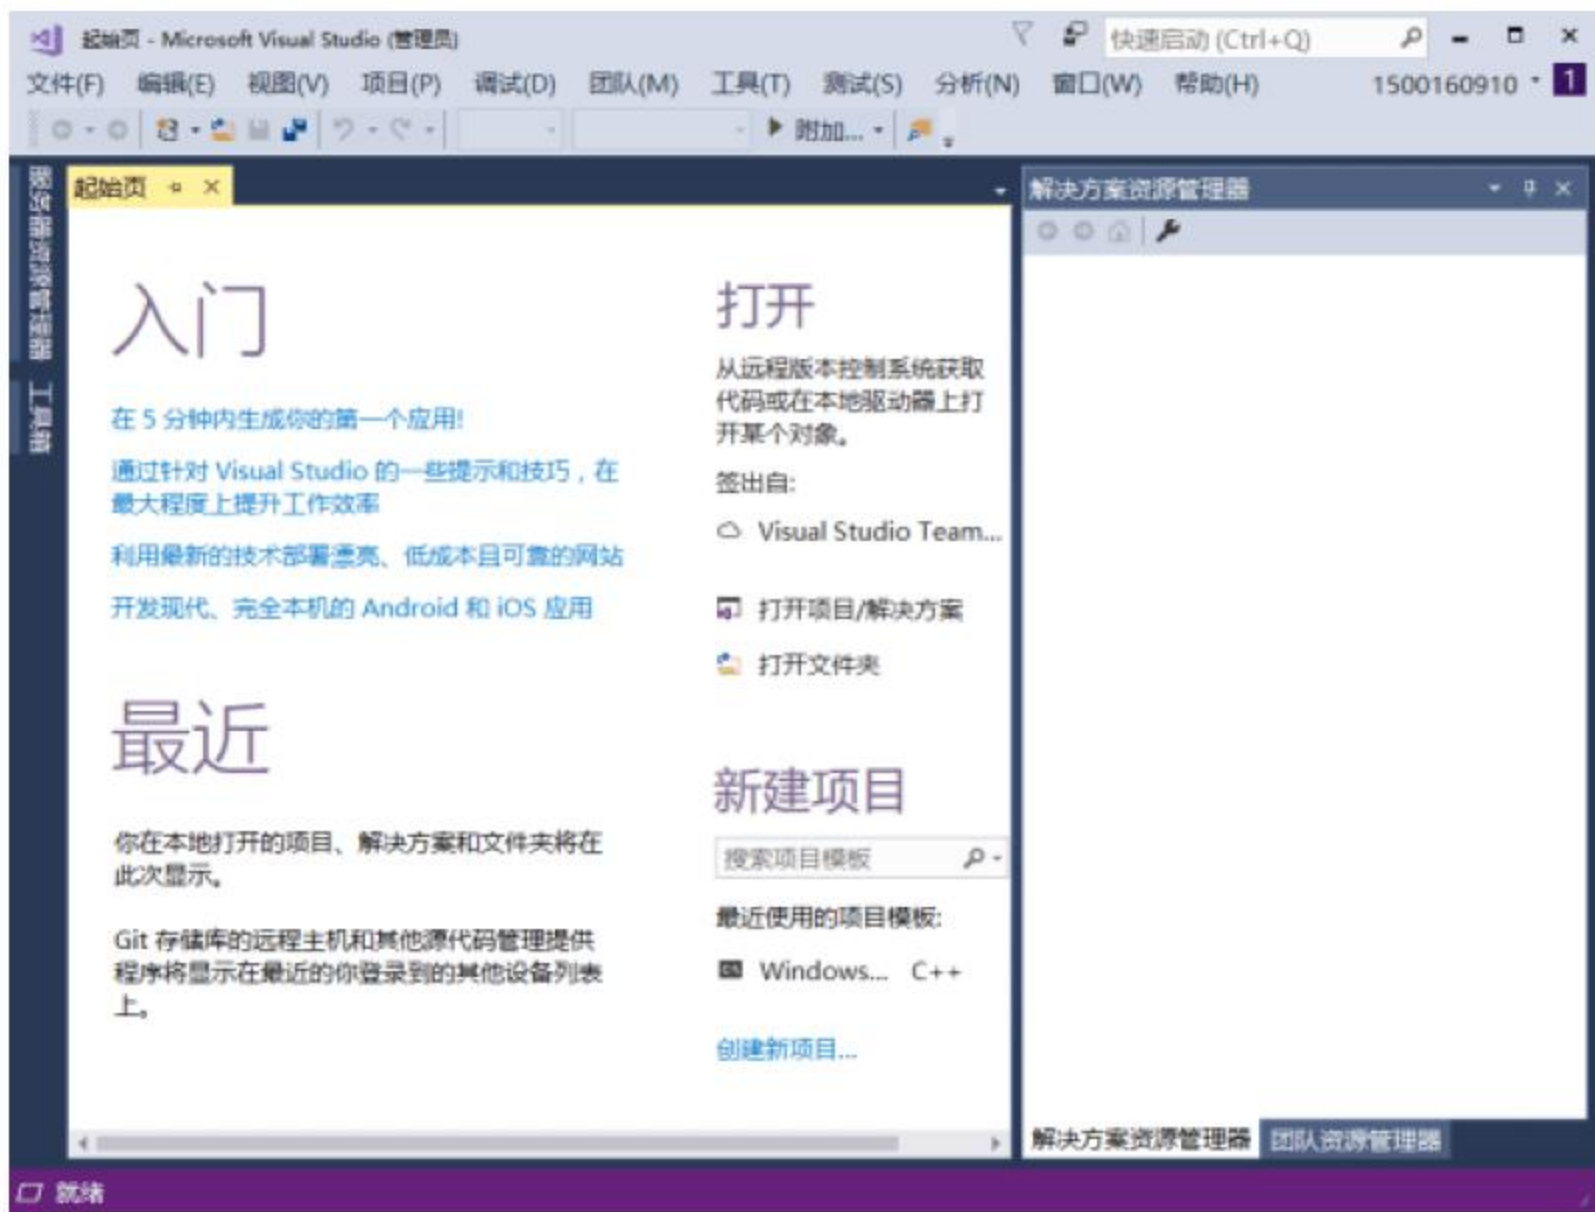 起始页 - Microsoft Visual Studio (管理员)
快速启动 (Ctrl+Q)
文件(F) 编辑(E) 视图(V) 项目(P) 调试(D) 团队(M) 工具(T) 测试(S) 分析(N) 窗口(W) 帮助(H) 1500160910 1
附加...
服务器资源管理器
工具箱
起始页
入门
在 5 分钟内生成你的第一个应用!
通过针对 Visual Studio 的一些提示和技巧，在
最大程度上提升工作效率
利用最新的技术部署漂亮、低成本且可靠的网站
开发现代、完全本机的 Android 和 iOS 应用
最近
你在本地打开的项目、解决方案和文件夹将在
此次显示。
Git 存储库的远程主机和其他源代码管理提供
程序将显示在最近的你登录到的其他设备列表
上。
打开
从远程版本控制系统获取
代码或在本地驱动器上打
开某个对象。
签出自:
Visual Studio Team...
打开项目/解决方案
打开文件夹
新建项目
搜索项目模板
最近使用的项目模板:
Windows... C++
创建新项目...
解决方案资源管理器
解决方案资源管理器 团队资源管理器
就绪